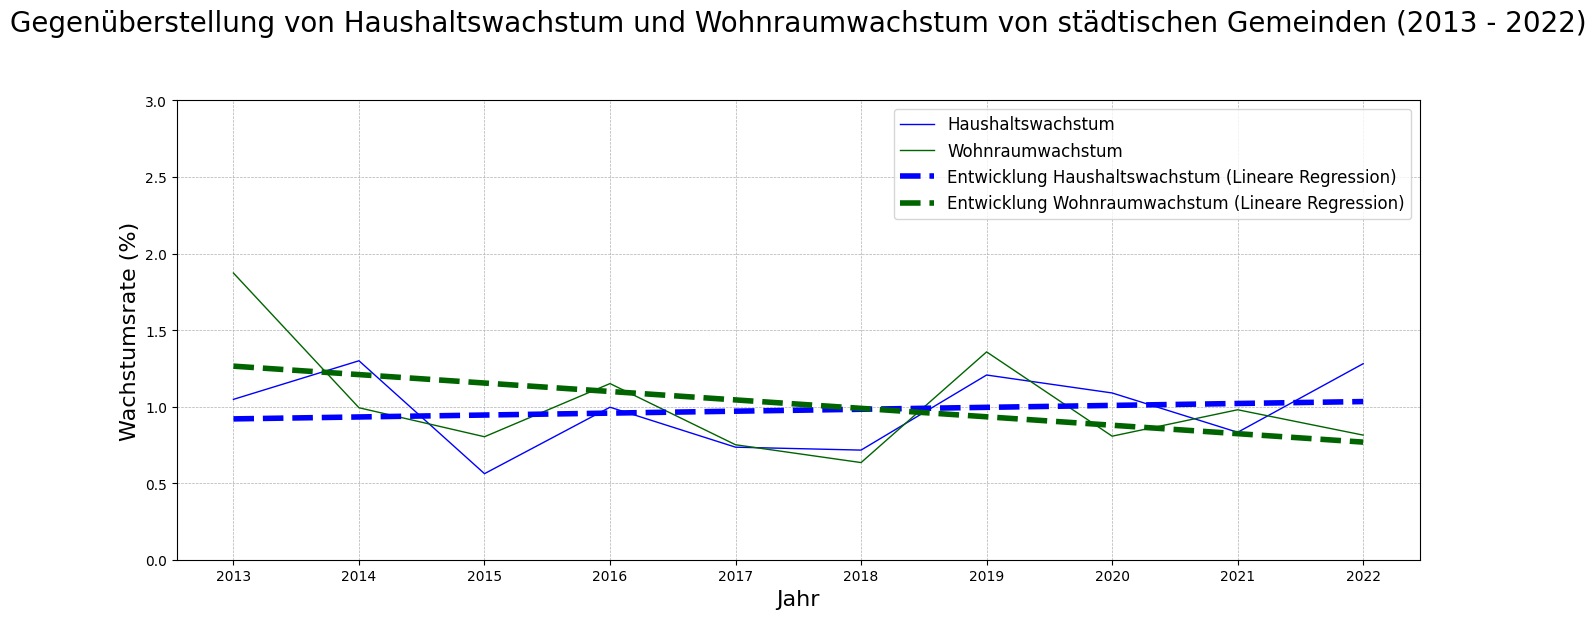 Gegenüberstellung von Haushaltswachstum und Wohnraumwachstum von städtischen Gemeinden (2013 - 2022)
Haushaltswachstum
Wohnraumwachstum
Entwicklung Haushaltswachstum (Lineare Regression)
Entwicklung Wohnraumwachstum (Lineare Regression)
Wachstumsrate (%)
3.0
2.5
2.0
1.5
1.0
0.5
0.0
2013 2014 2015 2016 2017 2018 2019 2020 2021 2022
Jahr